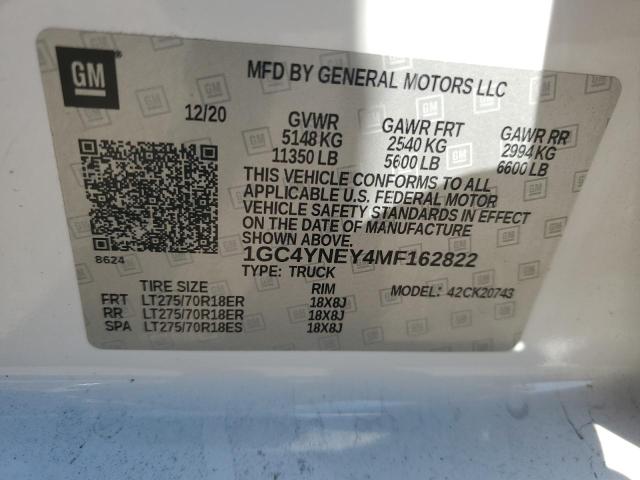 GM
MFD BY GENERAL MOTORS LLC
12/20
GVWR GAWR FRT GAWR RR
5148 KG 2540 KG 2994 KG
11350 LB 5600 LB 6600 LB
THIS VEHICLE CONFORMS TO ALL
APPLICABLE U.S. FEDERAL MOTOR
VEHICLE SAFETY STANDARDS IN EFFECT
ON THE DATE OF MANUFACTURE
SHOWN ABOVE.
8624
1GC4YNEY4MF162822
TYPE: TRUCK
TIRE SIZE RIM MODEL: 42CK20743
FRT LT275/70R18ER 18X8J
RR LT275/70R18ER 18X8J
SPA LT275/70R18ES 18X8J